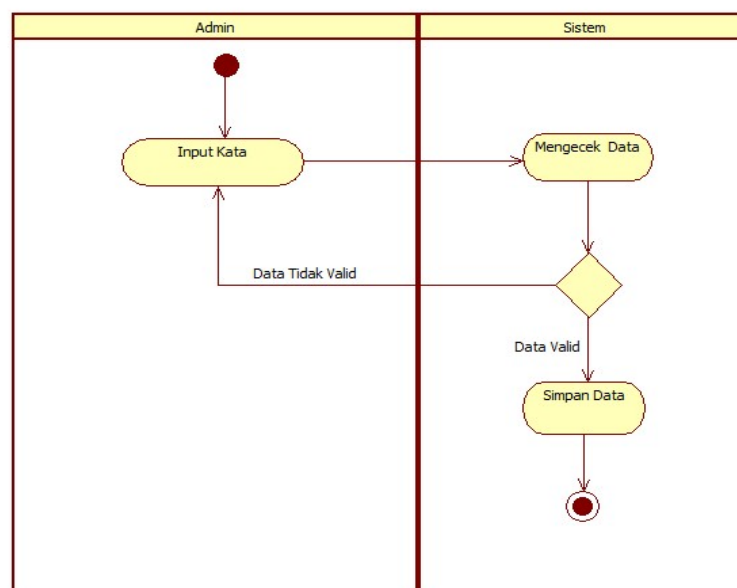 Admin
Sistem
Input Kata
Mengecek Data
Data Tidak Valid
Data Valid
Simpan Data